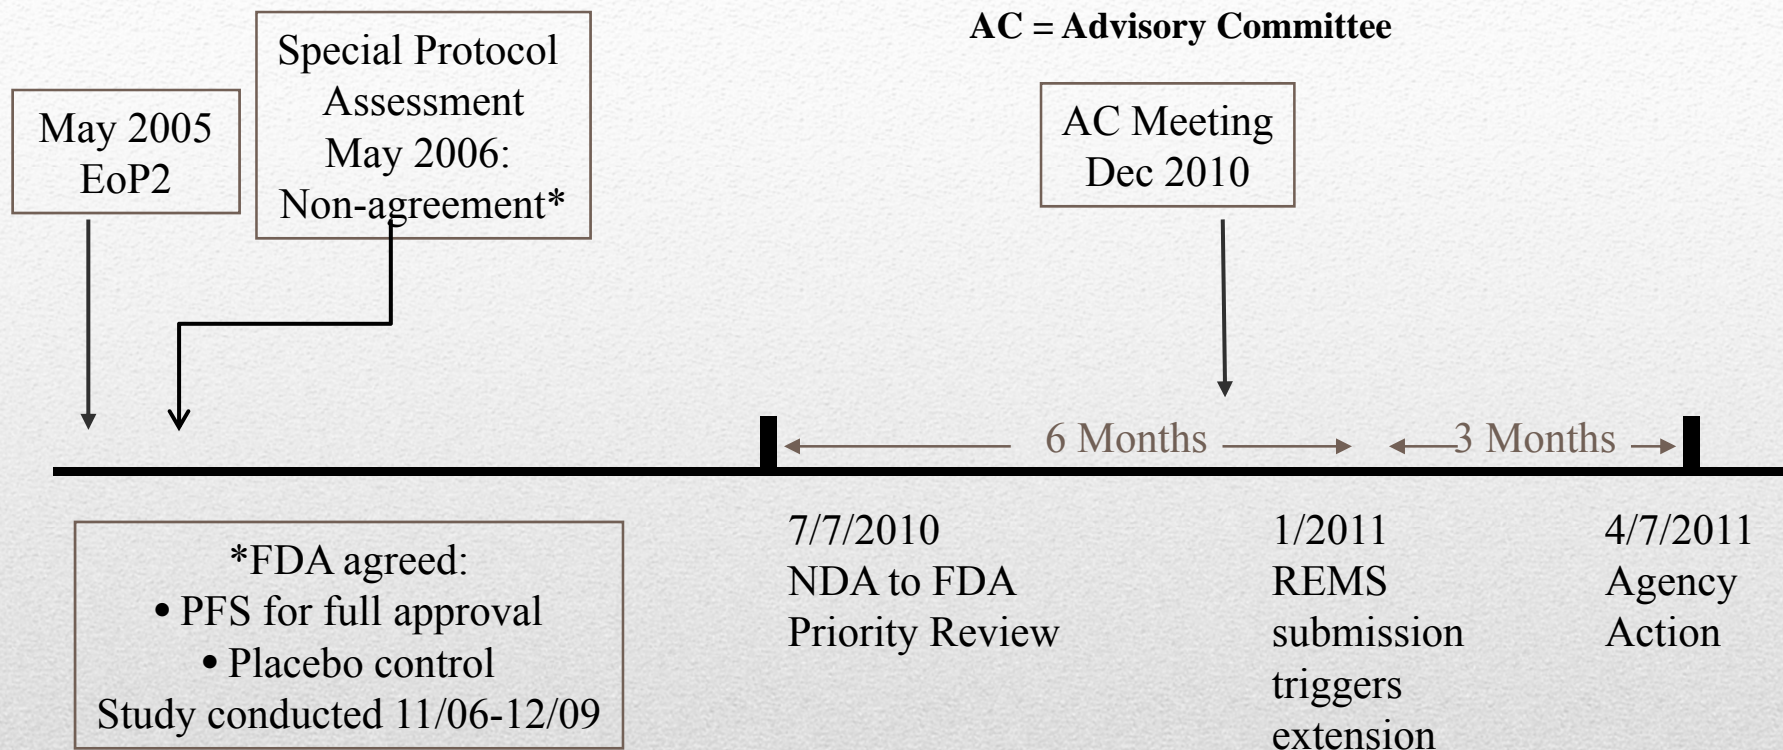 AC = Advisory Committee
May 2005
EoP2
Special Protocol
Assessment
May 2006:
Non-agreement*
AC Meeting
Dec 2010
6 Months
3 Months
*FDA agreed:
• PFS for full approval
• Placebo control
Study conducted 11/06-12/09
7/7/2010
NDA to FDA
Priority Review
1/2011
REMS
submission
triggers
extension
4/7/2011
Agency
Action